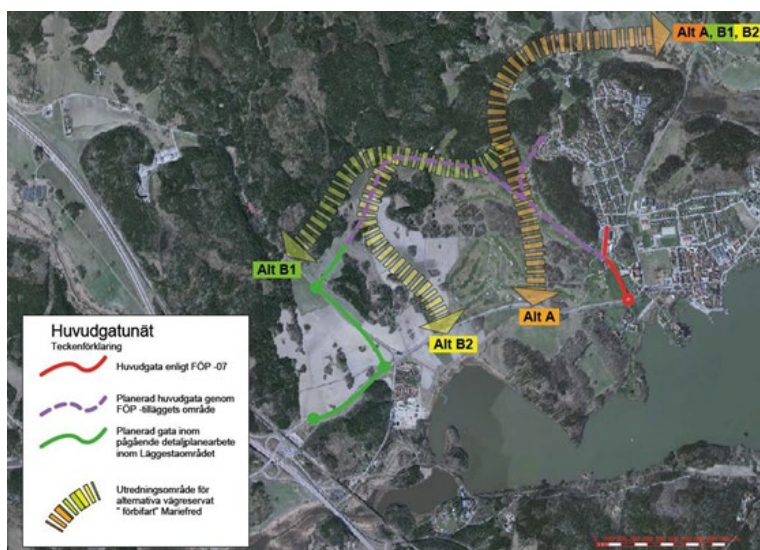 Alt A, B1, B2
Alt B1
Alt B2
Alt A
Huvudgatunät
Teckenförklaring
Huvudgata enligt FÖP -07
Planerad huvudgata genom
FÖP -tilläggets område
Planerad gata inom
pågående detaljplanearbete
inom Läggestaområdet
Utredningsområde för
alternativa vägreservat
" förbifart" Mariefred